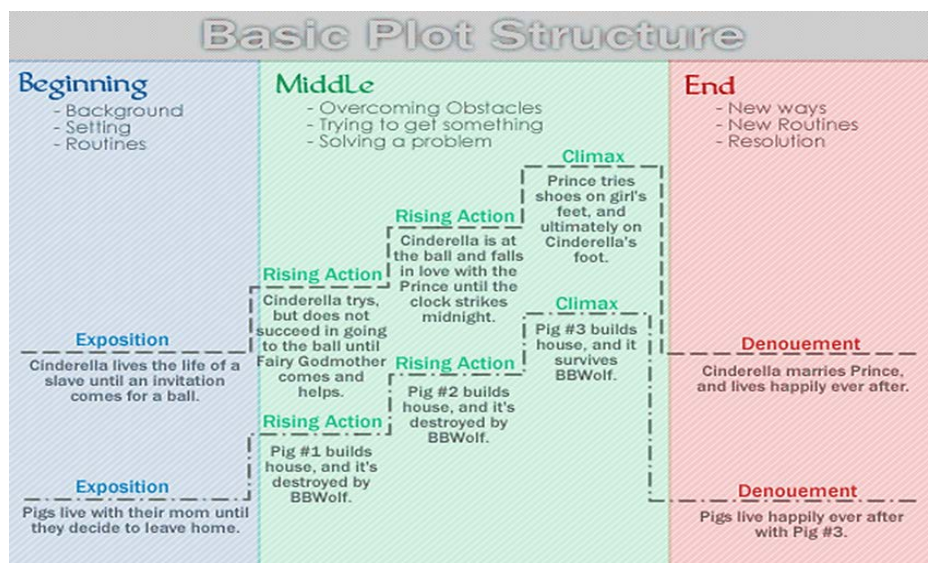 Basic Plot Structure
Beginning
- Background
- Setting
- Routines
Middle
- Overcoming Obstacles
- Trying to get something
- Solving a problem
End
- New ways
- New Routines
- Resolution
Exposition
Cinderella lives the life of a
slave until an invitation
comes for a ball.
Rising Action
Cinderella trys,
but does not
succeed in going
to the ball until
Fairy Godmother
comes and
helps.
Rising Action
Cinderella is at
the ball and falls
in love with the
Prince until the
clock strikes
midnight.
Climax
Prince tries
shoes on girl's
feet, and
ultimately on
Cinderella's
foot.
Denouement
Cinderella marries Prince,
and lives happily ever after.
Exposition
Pigs live with their mom until
they decide to leave home.
Rising Action
Pig #1 builds
house, and it's
destroyed by
BBWolf.
Rising Action
Pig #2 builds
house, and it's
destroyed by
BBWolf.
Climax
Pig #3 builds
house, and it
survives
BBWolf.
Denouement
Pigs live happily ever after
with Pig #3.